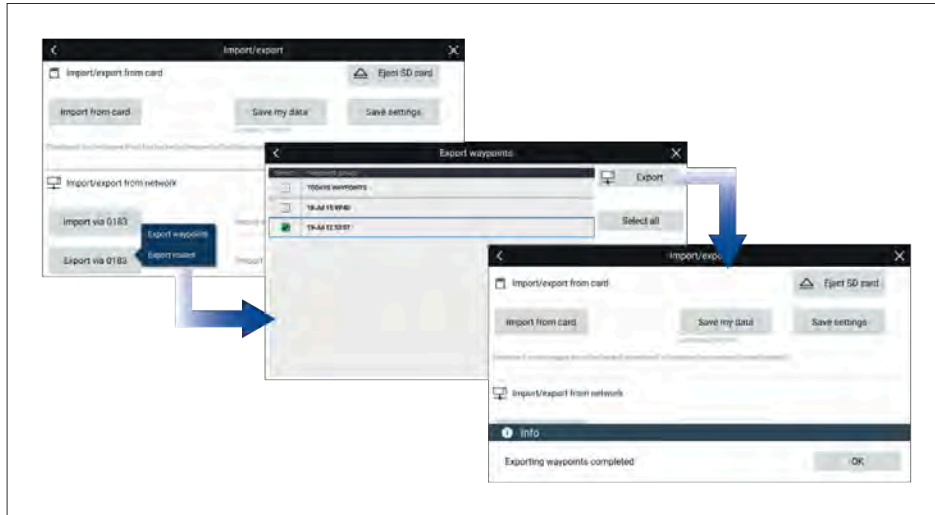 Import/export
Import/export from card
Eject SD card
Import from card
Save my data
Save settings
Import/export from network
Import via 0183
Export via 0183
Export waypoints
Export routes
Export waypoints
Export
Select all
Import/expo
Import/export from card
Eject SD card
Import from card
Save my data
Save settings
Import/export from network
Info
Exporting waypoints completed
OK